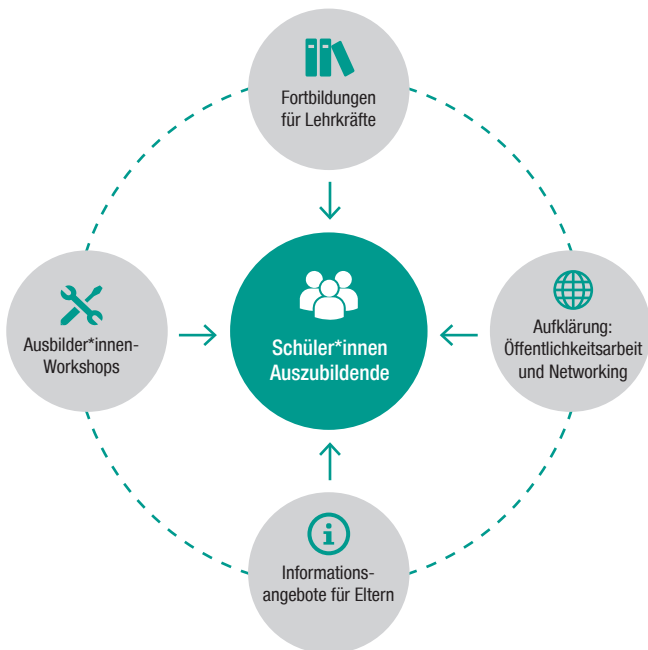 Fortbildungen
für Lehrkräfte
Ausbilder*innen-
Workshops
Schüler*innen
Auszubildende
Aufklärung:
Öffentlichkeitsarbeit
und Networking
Informations-
angebote für Eltern